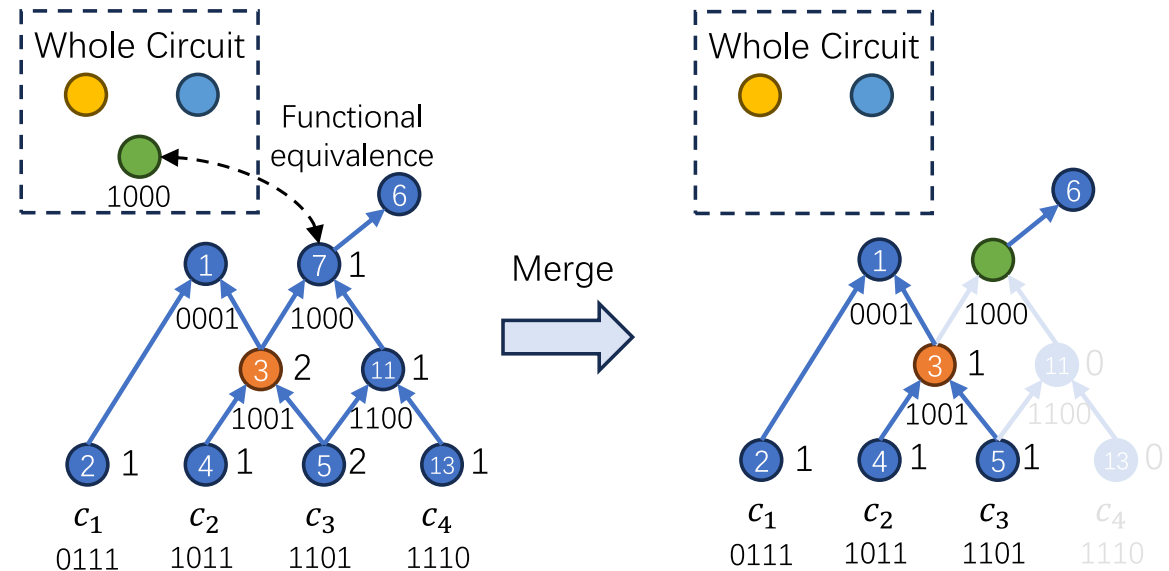 Whole Circuit
1000
Functional
equivalence
6
1
7 1
0001 1000
3 2 11 1
1001 1100
2 1 4 1 5 2 13 1
c₁ c₂ c₃ c₄
0111 1011 1101 1110
Merge
Whole Circuit
6
1
0001 1000
3 1 11 0
1001 1100
2 1 4 1 5 1 13 0
c₁ c₂ c₃ c₄
0111 1011 1101 1110